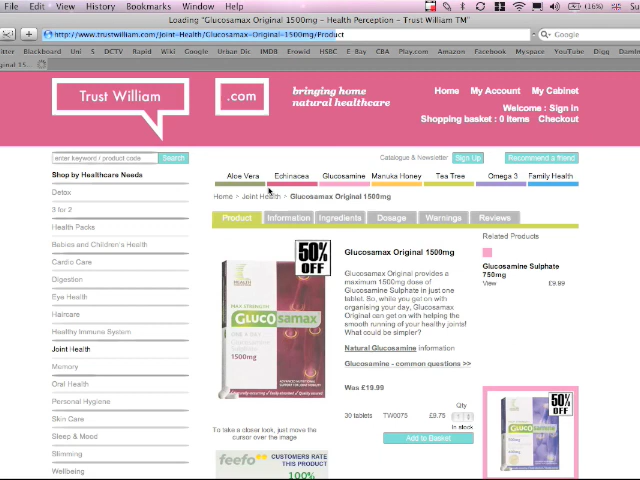 File Edit View History Bookmarks Window Help (16%)
Loading "Glucosamax Original 1500mg – Health Perception – Trust William TM"
http://www.trustwilliam.com/Joint-Health/Glucosamax-Original-1500mg/Product
Google
Blackboard Uni S DCTV Rapid Wiki Google Urban Dic IMDB Erowid HSBC E Bay CBA Play.com Amazon Facebook MySpace YouTube Digg
Trust William
.com
bringing home
natural healthcare
Home My Account My Cabinet
Welcome : Sign In
Shopping basket : 0 items Checkout
enter keyword / product code Search
Catalogue & Newsletter Sign Up Recommend a friend
Shop by Healthcare Needs
Aloe Vera Echinacea Glucosamine Manuka Honey Tea Tree Omega 3 Family Health
Home > Joint Health > Glucosamax Original 1500mg
Product Information Ingredients Dosage Warnings Reviews
Detox
3 for 2
Health Packs
Babies and Children's Health
Cardic Care
Digestion
Eye Health
Haircare
Healthy Immune System
Joint Health
Memory
Oral Health
Personal Hygiene
Skin Care
Sleep & Mood
Slimming
Wellbeing
50%
OFF
GLUCOsamax
1500mg
To take a closer look, just move the
cursor over the image
feefo
CUSTOMERS RATE
THIS PRODUCT
100%
Glucosamax Original 1500mg
Glucosamax Original provides a
maximum 1500mg dose of
Glucosamine Sulphate in just one
tablet. So, while you get on with
organising your day, Glucosamax
Original can get on with helping the
smooth running of your healthy joints!
What could be simpler?
Natural Glucosamine information
Glucosamine - common questions >>
Was £19.99
Qty
30 tablets TW0075 £9.75
In stock
Add to Basket
Related Products
Glucosamine Sulphate
750mg
View £9.99
50%
OFF